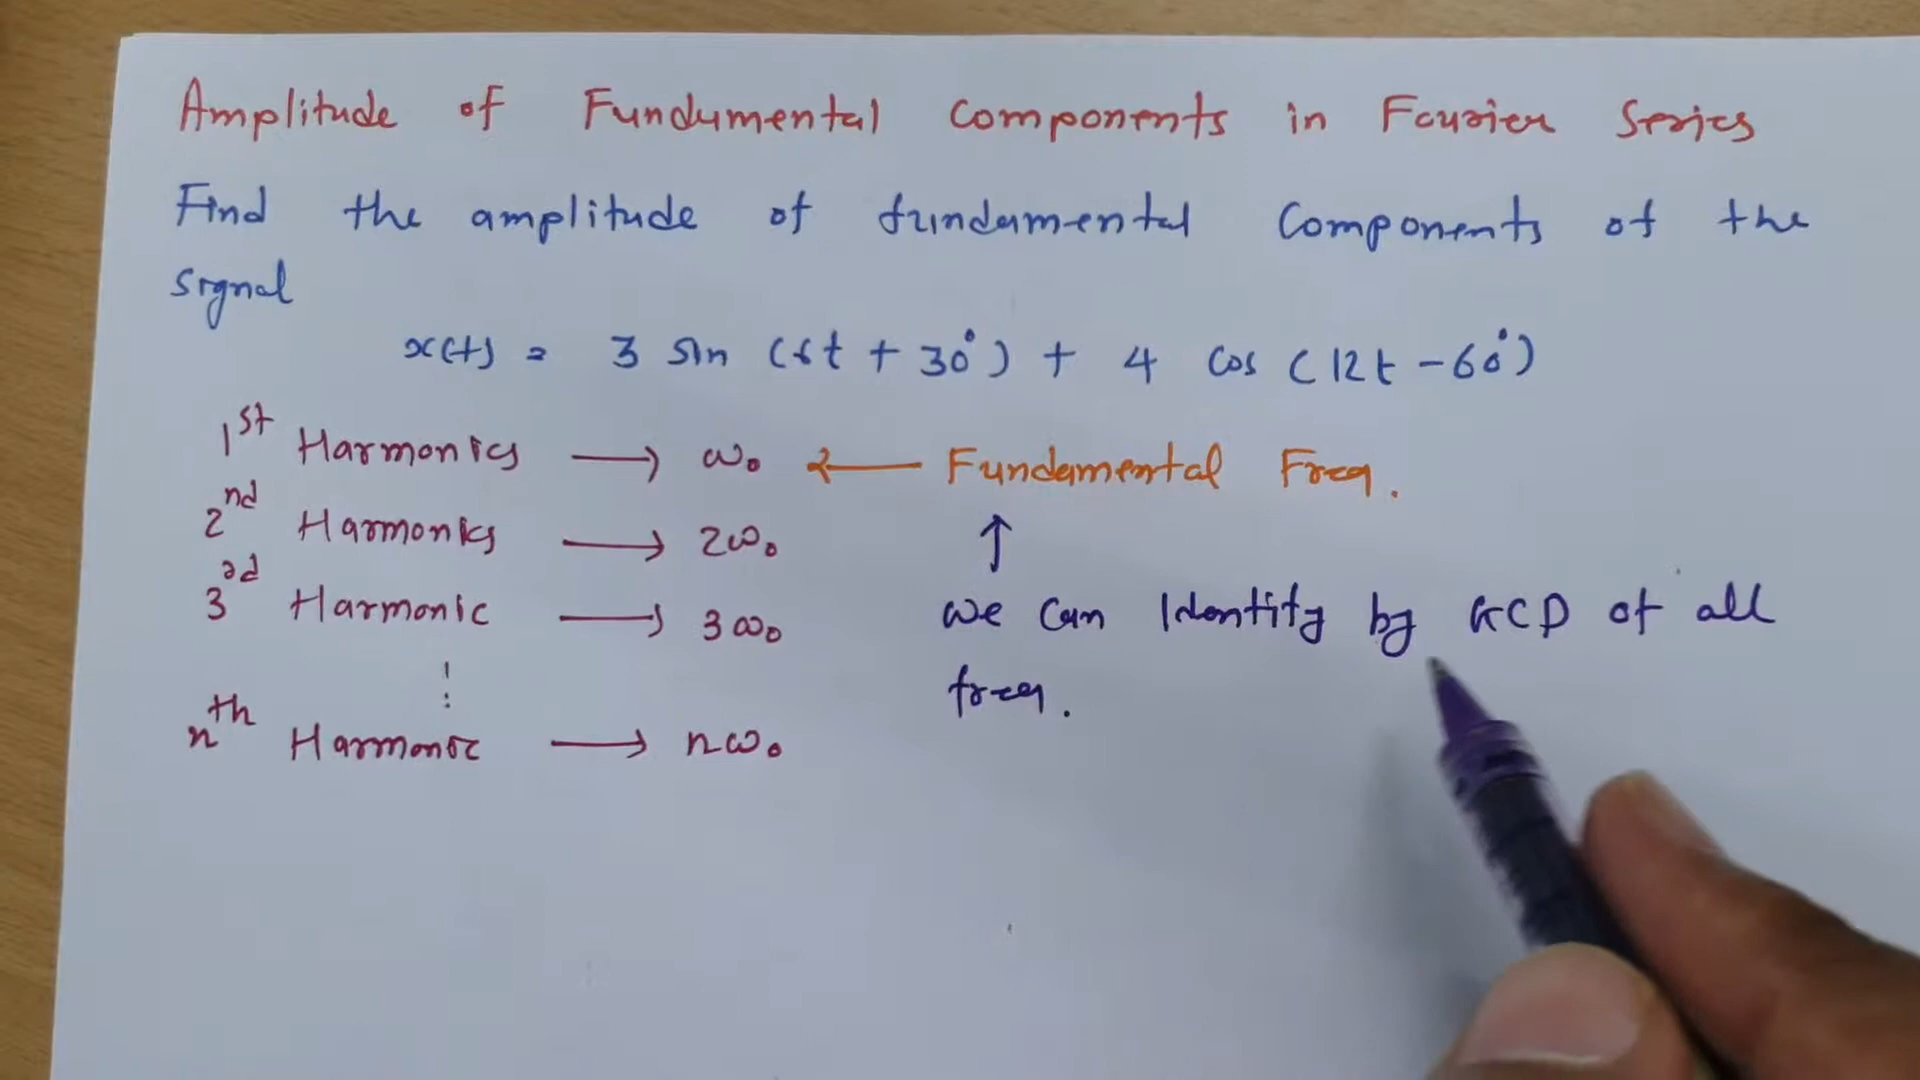 Amplitude of Fundumental Components in Fourier Series
Find the amplitude of fundamental Components of the
Signal
x(t) = 3 sin (6t + 30°) + 4 cos (12t - 60°)
1st Harmonics → ω₀ ← Fundamental Freq.
2nd Harmonics → 2ω₀ ↑
3rd Harmonic → 3ω₀ we can Identify by GCD of all
⋮ freq.
nth Harmonic → nω₀